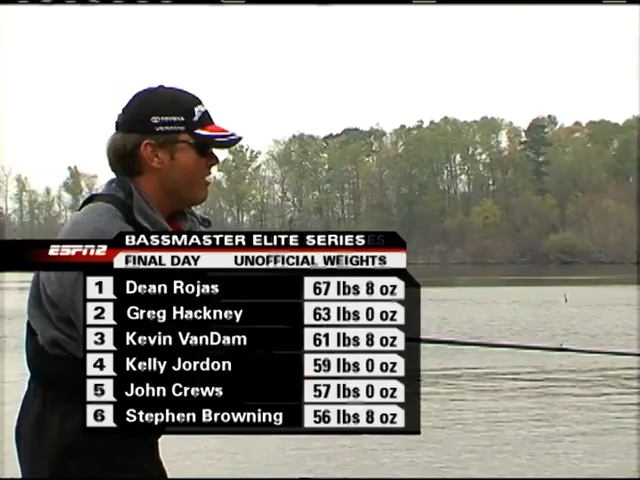 TOYOTA
YAMAHA
ESPN2
BASSMASTER ELITE SERIES
FINAL DAY UNOFFICIAL WEIGHTS
1 Dean Rojas 67 lbs 8 oz
2 Greg Hackney 63 lbs 0 oz
3 Kevin VanDam 61 lbs 8 oz
4 Kelly Jordon 59 lbs 0 oz
5 John Crews 57 lbs 0 oz
6 Stephen Browning 56 lbs 8 oz